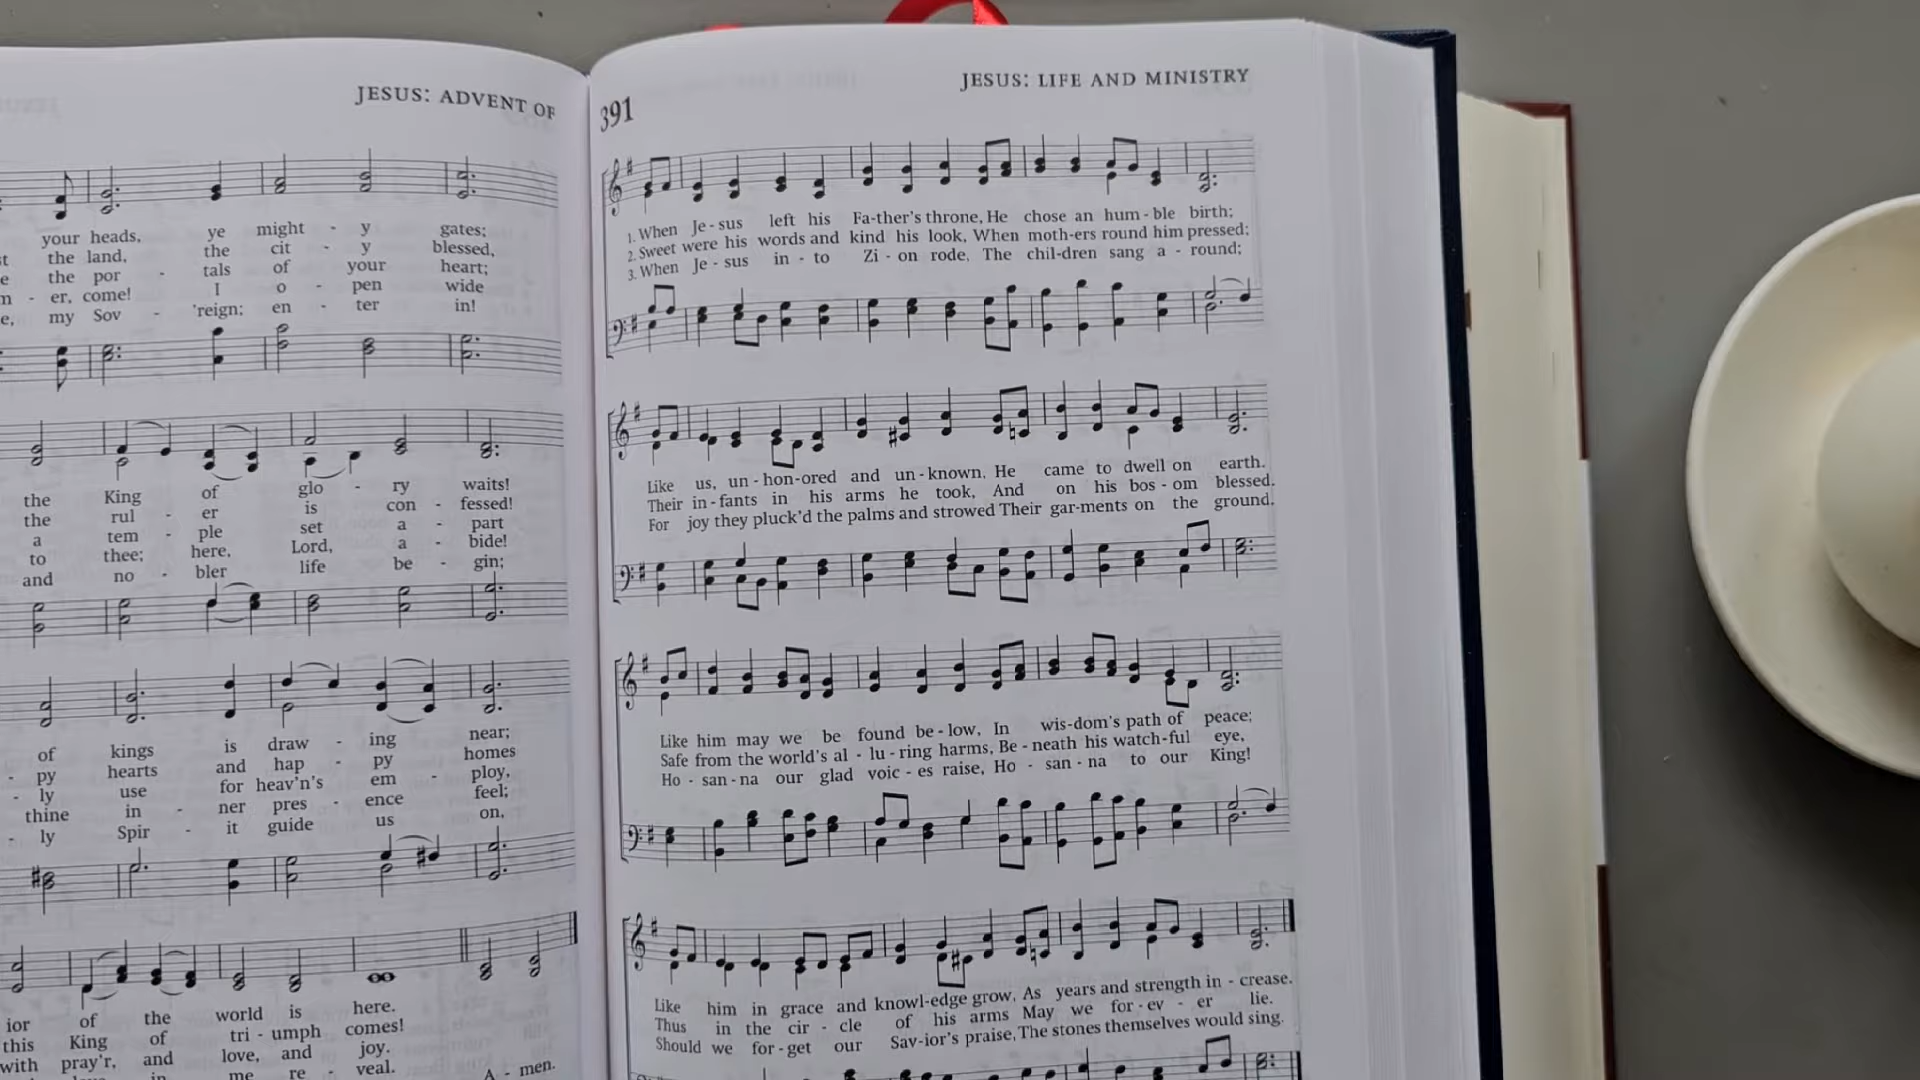 JESUS: ADVENT OF
your heads, ye might - y gates;
the land, the cit - y blessed,
the por - tals of your heart;
er, come! I o - pen wide
my Sov - 'reign; en - ter in!
the King of glo - ry waits!
the rul - er is con - fessed!
a tem - ple set a - part
to thee; here, Lord, a - bide!
and no - bler life be - gin;
of kings is draw - ing near;
- py hearts and hap - py homes
- ly use for heav'n's em - ploy,
thine in - ner pres - ence feel;
- ly Spir - it guide us on,
ior of the world is here.
this King of tri - umph comes!
with pray'r, and love, and joy.
me re - veal.
A - men.
391
JESUS: LIFE AND MINISTRY
1. When Je - sus left his Fa-ther's throne, He chose an hum - ble birth;
2. Sweet were his words and kind his look, When moth-ers round him pressed;
3. When Je - sus in - to Zi - on rode, The chil-dren sang a - round;
Like us, un - hon-ored and un - known, He came to dwell on earth.
Their in - fants in his arms he took, And on his bos - om blessed.
For joy they pluck'd the palms and strowed Their gar-ments on the ground.
Like him may we be found be - low, In wis-dom's path of peace;
Safe from the world's al - lu - ring harms, Be - neath his watch-ful eye,
Ho - san - na our glad voic - es raise, Ho - san - na to our King!
Like him in grace and knowl-edge grow, As years and strength in - crease.
Thus in the cir - cle of his arms May we for - ev - er lie.
Should we for - get our Sav-ior's praise, The stones themselves would sing.